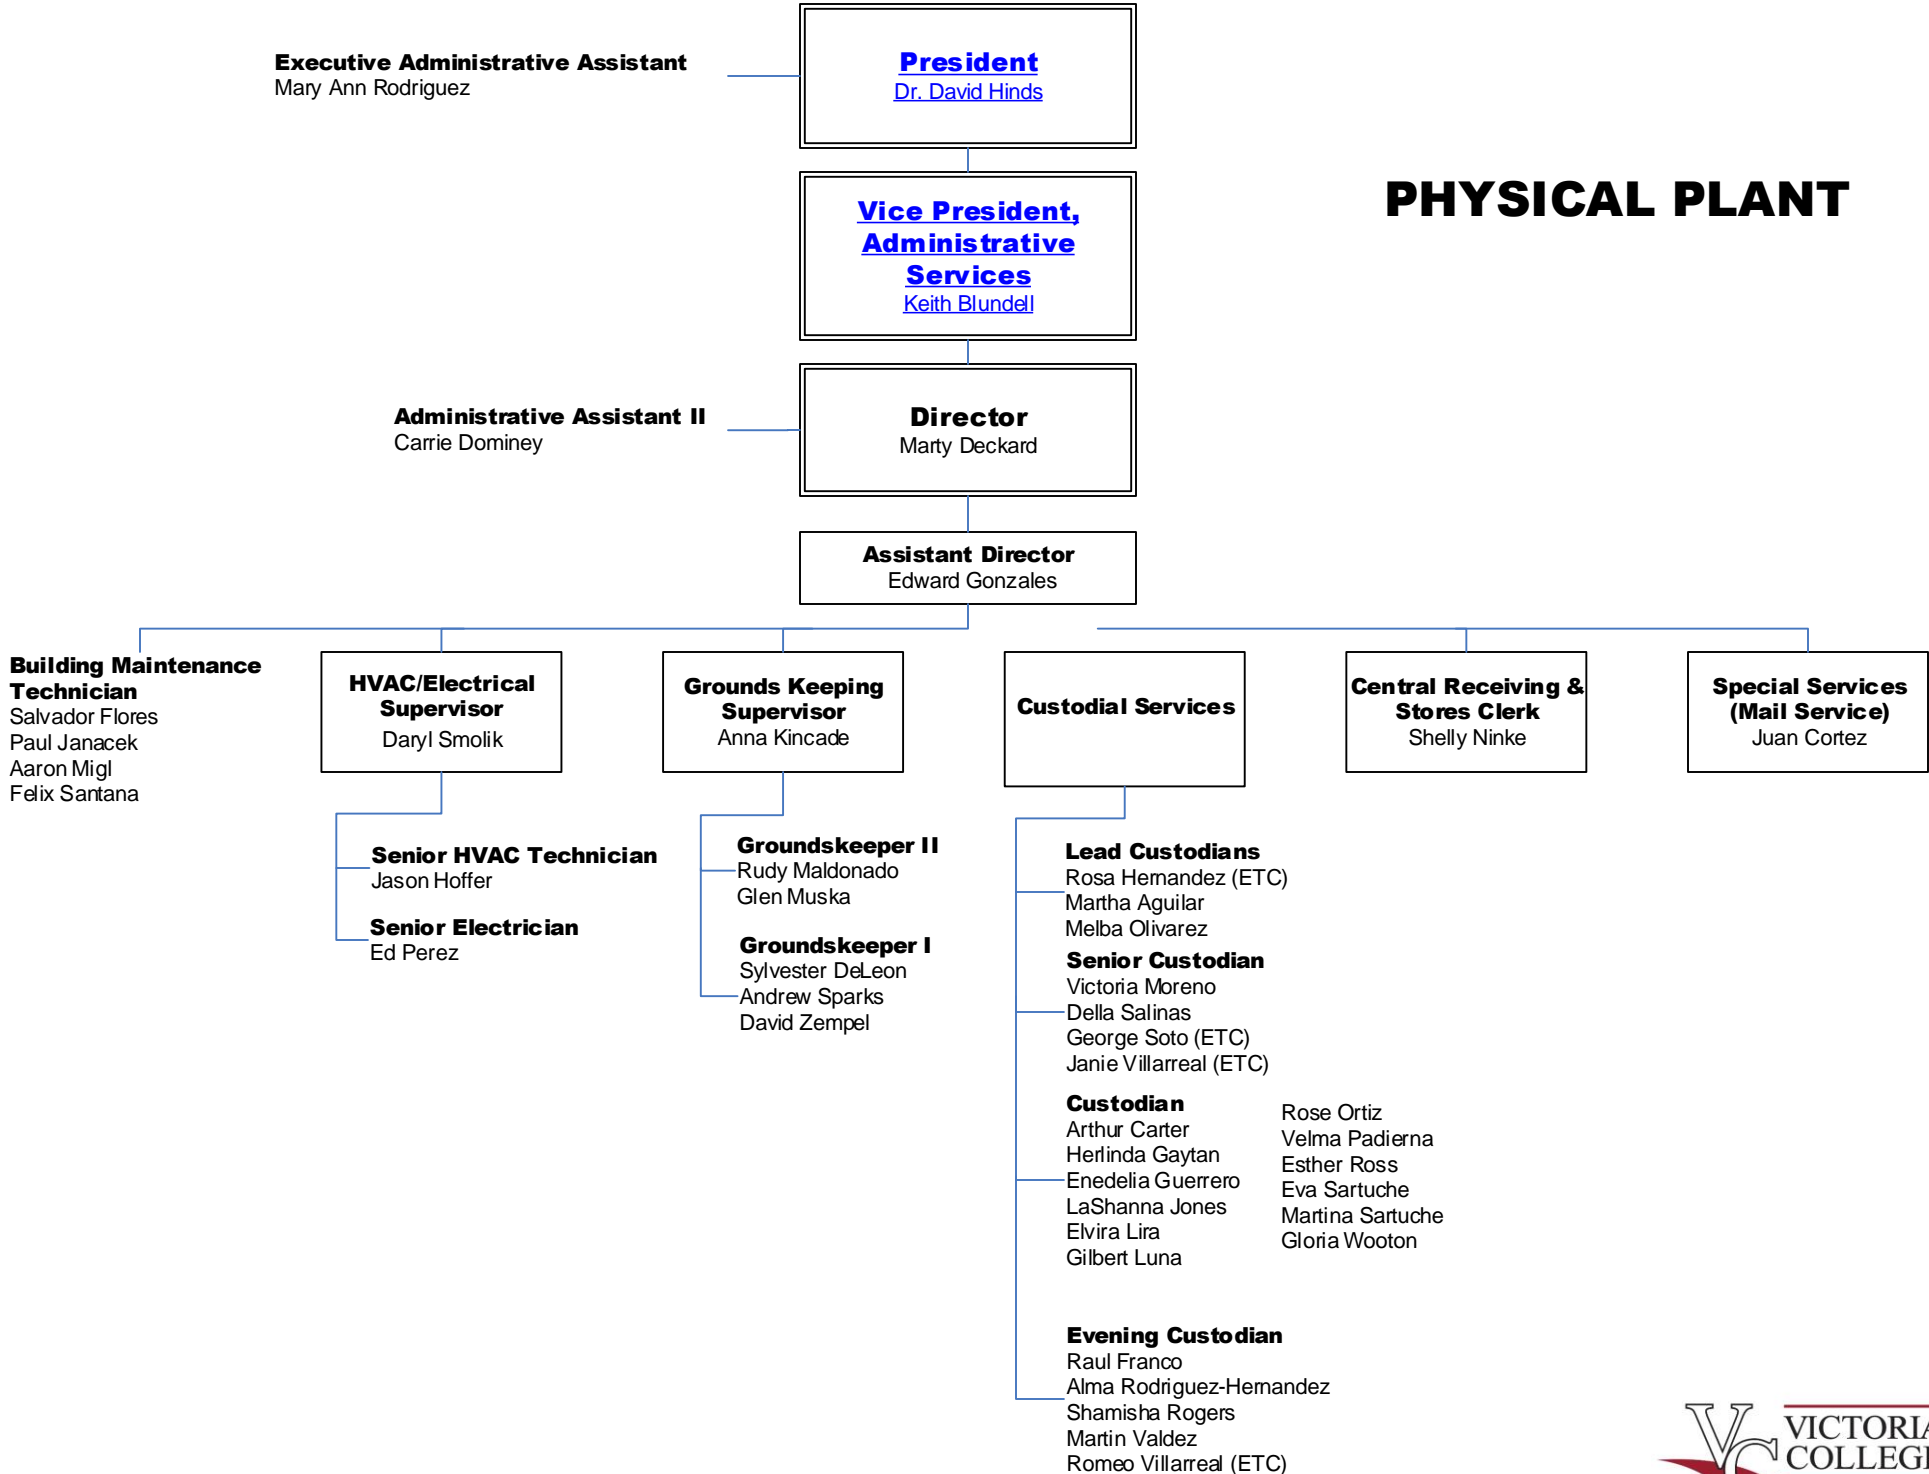 Executive Administrative Assistant
Mary Ann Rodriguez
President
Dr. David Hinds
PHYSICAL PLANT
Vice President,
Administrative
Services
Keith Blundell
Administrative Assistant II
Carrie Dominey
Director
Marty Deckard
Assistant Director
Edward Gonzales
Building Maintenance
Technician
Salvador Flores
Paul Janacek
Aaron Migl
Felix Santana
HVAC/Electrical
Supervisor
Daryl Smolik
Senior HVAC Technician
Jason Hoffer
Senior Electrician
Ed Perez
Grounds Keeping
Supervisor
Anna Kincade
Groundskeeper II
Rudy Maldonado
Glen Muska
Groundskeeper I
Sylvester DeLeon
Andrew Sparks
David Zempel
Custodial Services
Lead Custodians
Rosa Hernandez (ETC)
Martha Aguilar
Melba Olivarez
Senior Custodian
Victoria Moreno
Della Salinas
George Soto (ETC)
Janie Villarreal (ETC)
Custodian
Arthur Carter
Herlinda Gaytan
Enedelia Guerrero
LaShanna Jones
Elvira Lira
Gilbert Luna
Rose Ortiz
Velma Padierna
Esther Ross
Eva Sartuche
Martina Sartuche
Gloria Wooton
Evening Custodian
Raul Franco
Alma Rodriguez-Hernandez
Shamisha Rogers
Martin Valdez
Romeo Villarreal (ETC)
Central Receiving &
Stores Clerk
Shelly Ninke
Special Services
(Mail Service)
Juan Cortez
VC
VICTORIA
COLLEGE